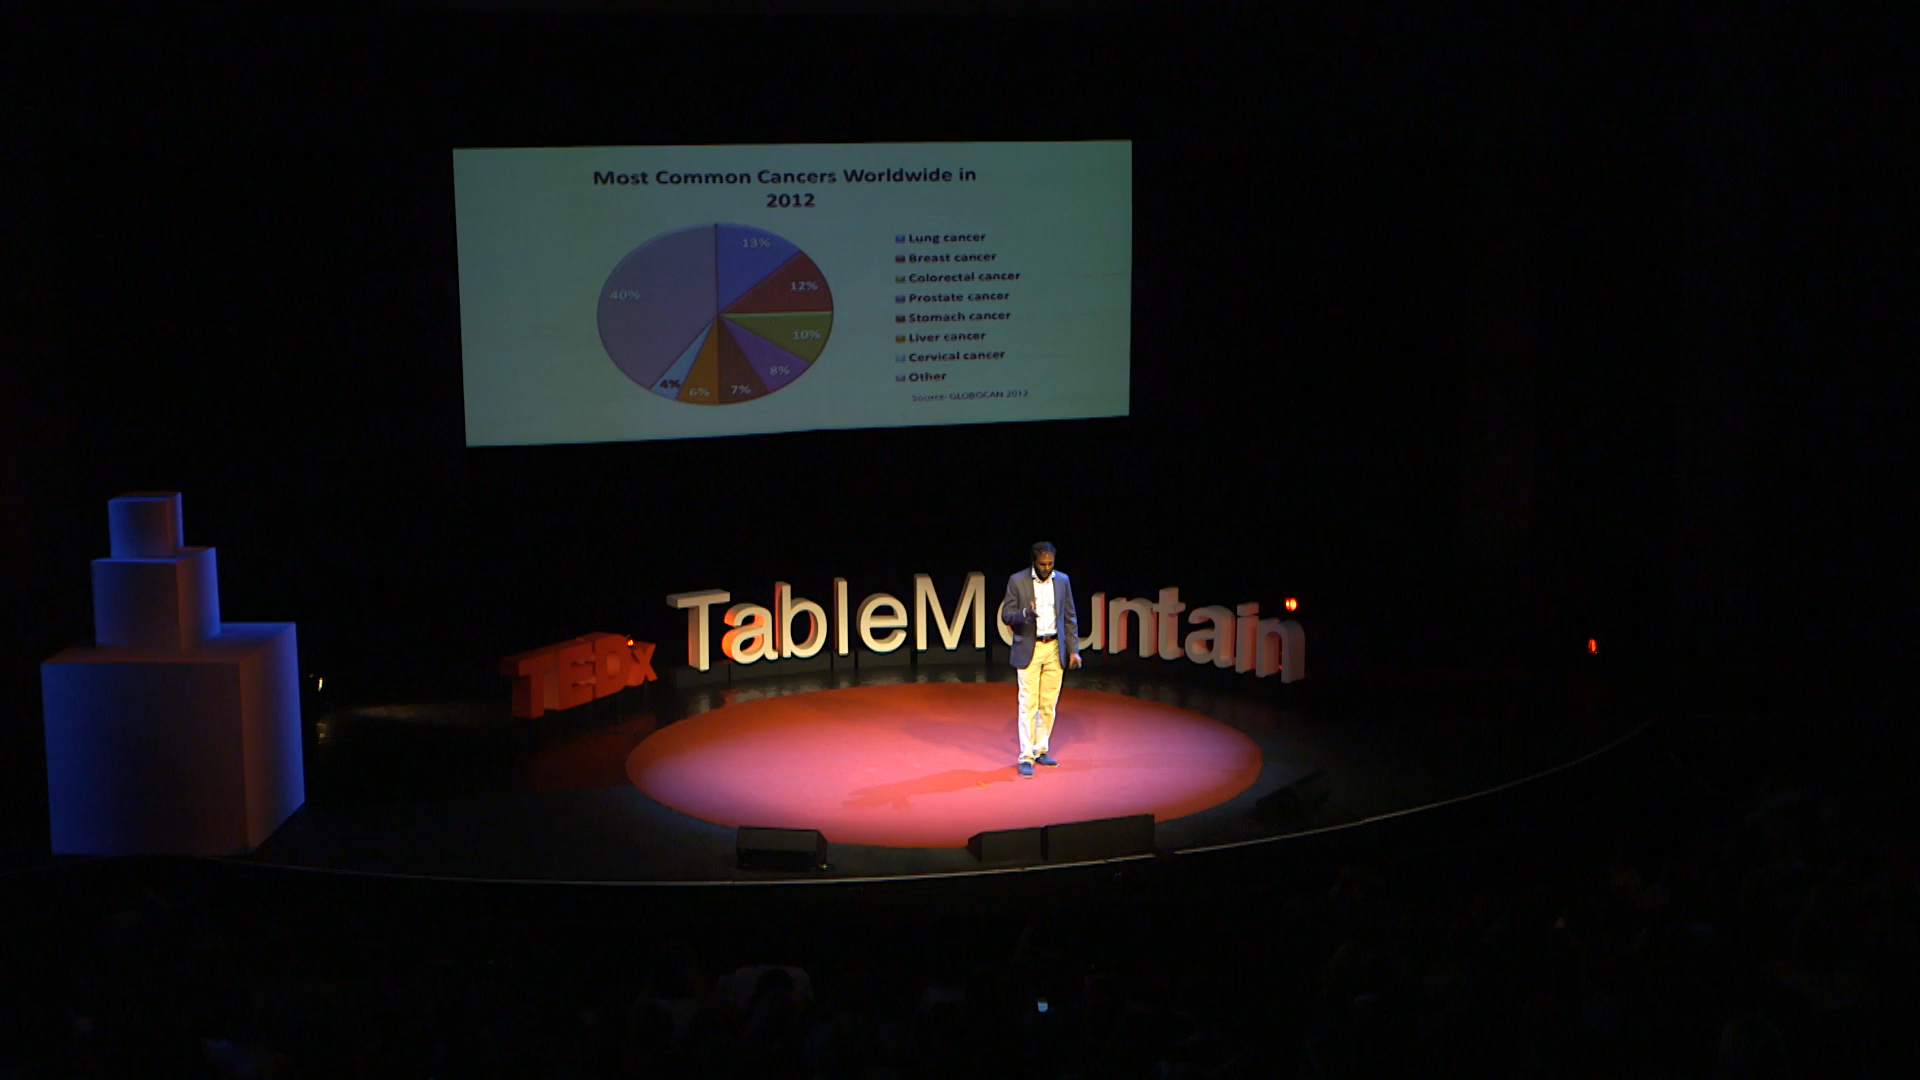 Most Common Cancers Worldwide in
2012
13%
12%
10%
8%
7%
6%
4%
40%
Lung cancer
Breast cancer
Colorectal cancer
Prostate cancer
Stomach cancer
Liver cancer
Cervical cancer
Other
Source: GLOBOCAN 2012
TEDx TableMountain